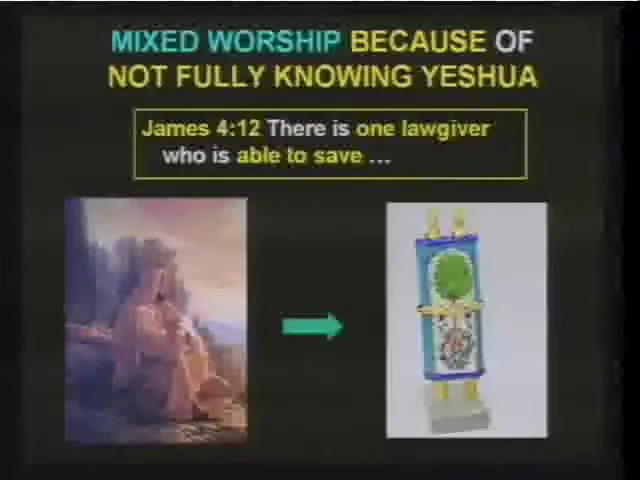 MIXED WORSHIP BECAUSE OF
NOT FULLY KNOWING YESHUA
James 4:12 There is one lawgiver
who is able to save ...